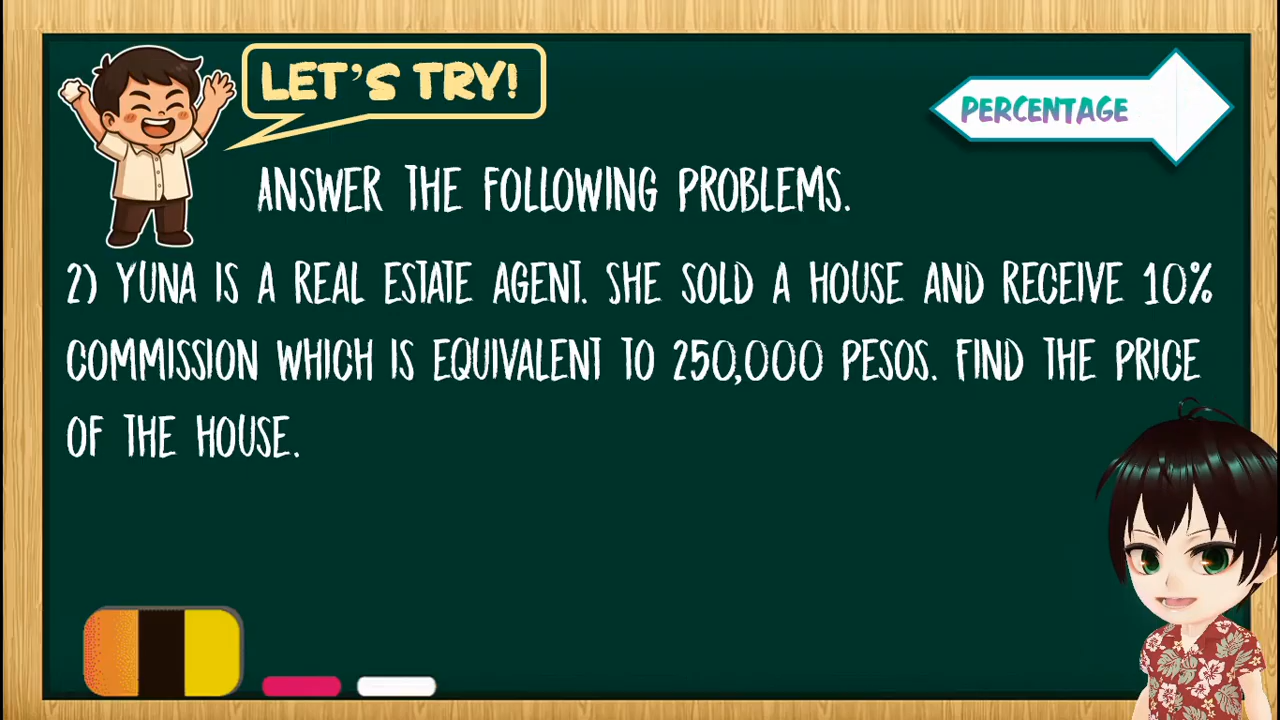 LET'S TRY!
PERCENTAGE
ANSWER THE FOLLOWING PROBLEMS.
2) YUNA IS A REAL ESTATE AGENT. SHE SOLD A HOUSE AND RECEIVE 10%
COMMISSION WHICH IS EQUIVALENT TO 250,000 PESOS. FIND THE PRICE
OF THE HOUSE.